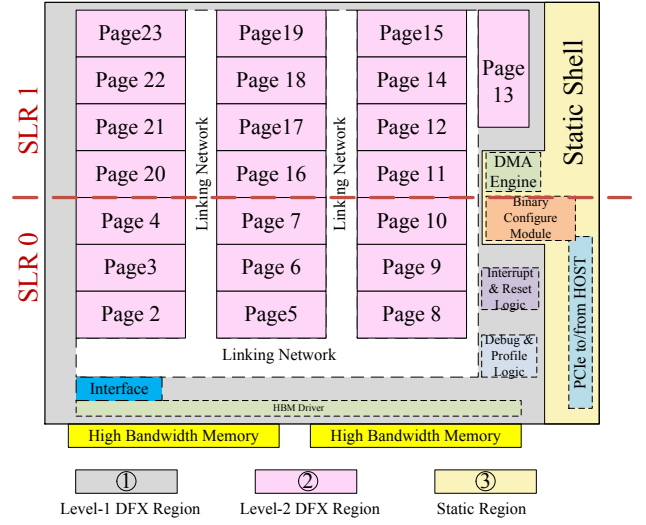 Page23
Page19
Page15
Page 13
Page 22
Page 18
Page 14
Page 21
Page17
Page 12
Page 20
Page 16
Page 11
SLR 1
Linking Network
Linking Network
Static Shell
DMA
Engine
Binary
Configure
Module
Page 4
Page 7
Page 10
Page3
Page 6
Page 9
Page 2
Page5
Page 8
SLR 0
Interrupt
& Reset
Logic
Debug &
Profile
Logic
PCIe to/from HOST
Linking Network
Interface
HBM Driver
High Bandwidth Memory
High Bandwidth Memory
①
②
③
Level-1 DFX Region
Level-2 DFX Region
Static Region